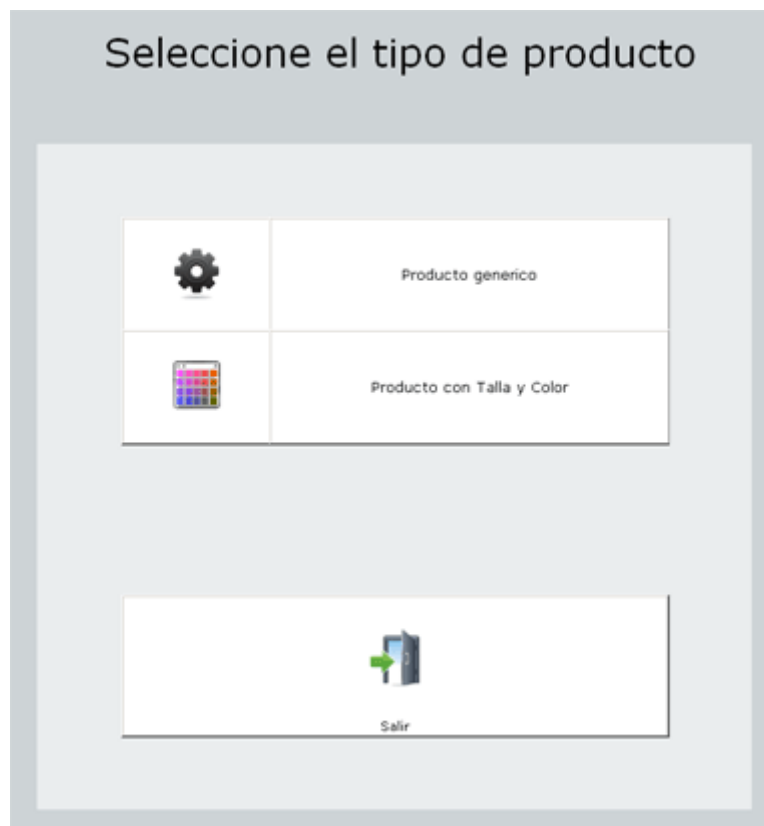 Seleccione el tipo de producto
Producto generico
Producto con Talla y Color
Salir